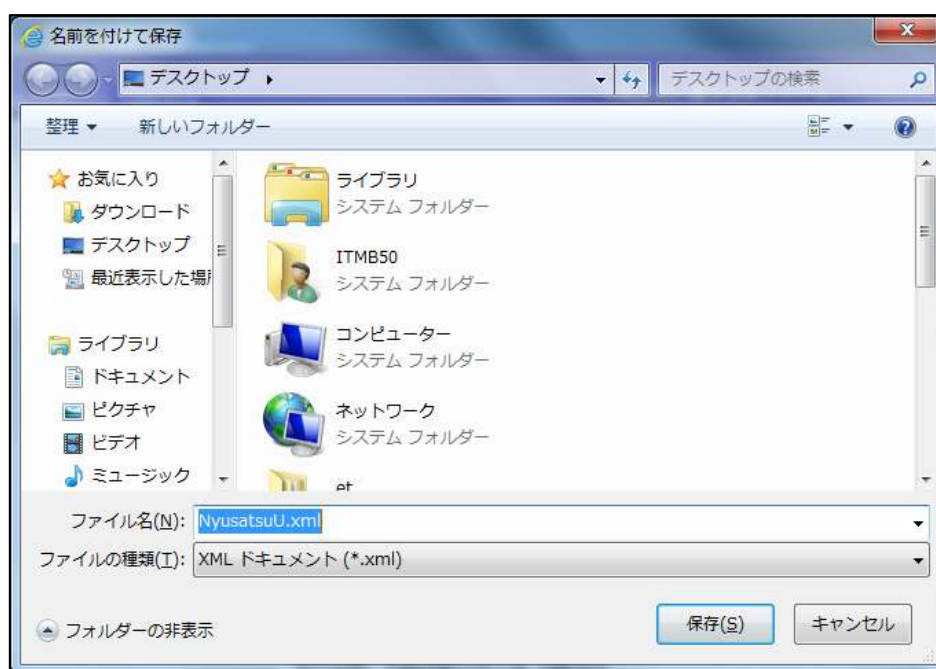 名前を付けて保存
デスクトップ
デスクトップの検索
整理 新しいフォルダー
お気に入り
ダウンロード
デスクトップ
最近表示した場所
ライブラリ
ドキュメント
ピクチャ
ビデオ
ミュージック
ライブラリ
システム フォルダー
ITMB50
システム フォルダー
コンピューター
システム フォルダー
ネットワーク
システム フォルダー
et
ファイル名(N): NyusatsuU.xml
ファイルの種類(T): XML ドキュメント (*.xml)
フォルダーの非表示
保存(S)
キャンセル